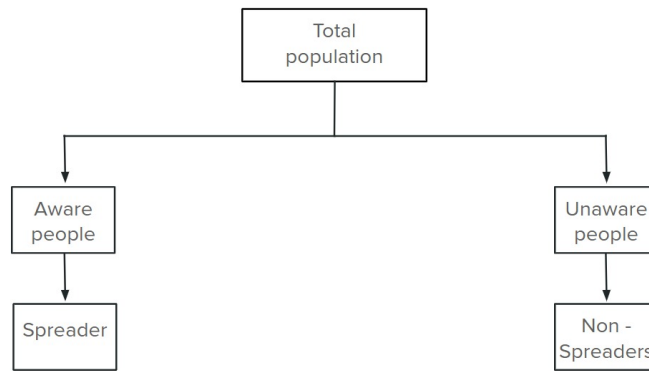 Total
population
Aware
people
Unaware
people
Spreader
Non -
Spreaders